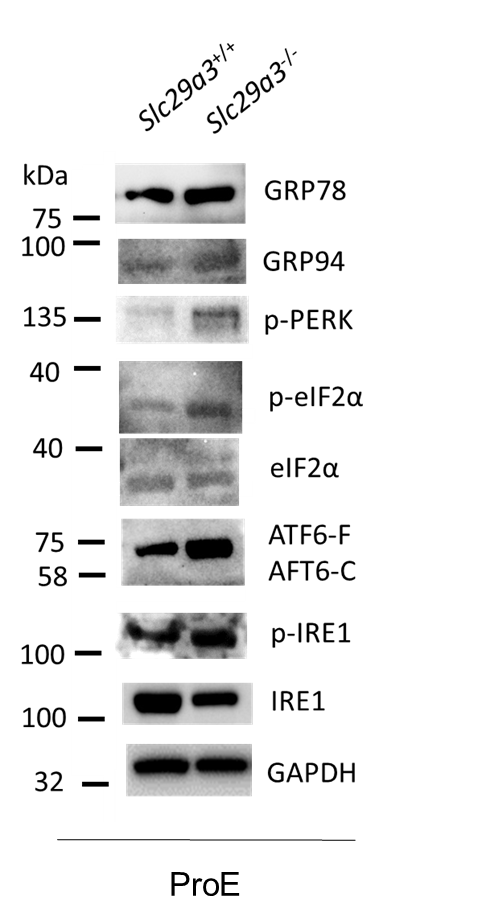 Slc29a3+/+
Slc29a3-/-
kDa
GRP78
75
100
GRP94
135
p-PERK
40
p-eIF2α
40
eIF2α
75
ATF6-F
58
AFT6-C
p-IRE1
100
IRE1
100
GAPDH
32
ProE